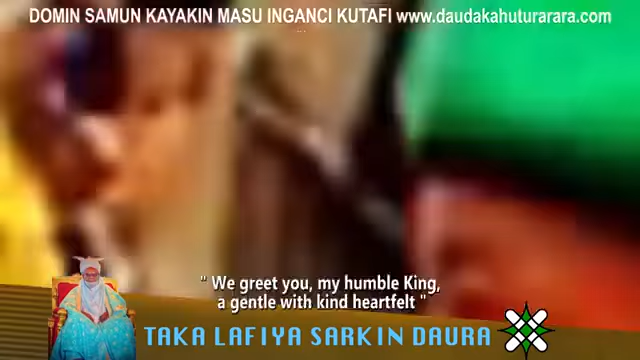 DOMIN SAMUN KAYAKIN MASU INGANCI KUTAFI www.daudakahuturarara.com
" We greet you, my humble King,
a gentle with kind heartfelt "
TAKA LAFIYA SARKIN DAURA